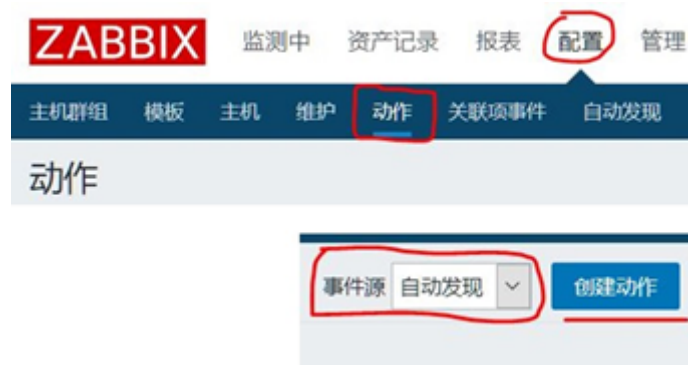 ZABBIX 监测中 资产记录 报表 配置 管理
主机群组 模板 主机 维护 动作 关联项事件 自动发现
动作
事件源 自动发现 创建动作